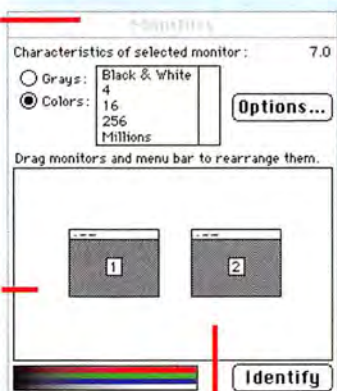 Monitors
Characteristics of selected monitor: 7.0
Grays:
Colors:
Black & White
4
16
256
Millions
Options...
Drag monitors and menu bar to rearrange them.
1
2
Identify